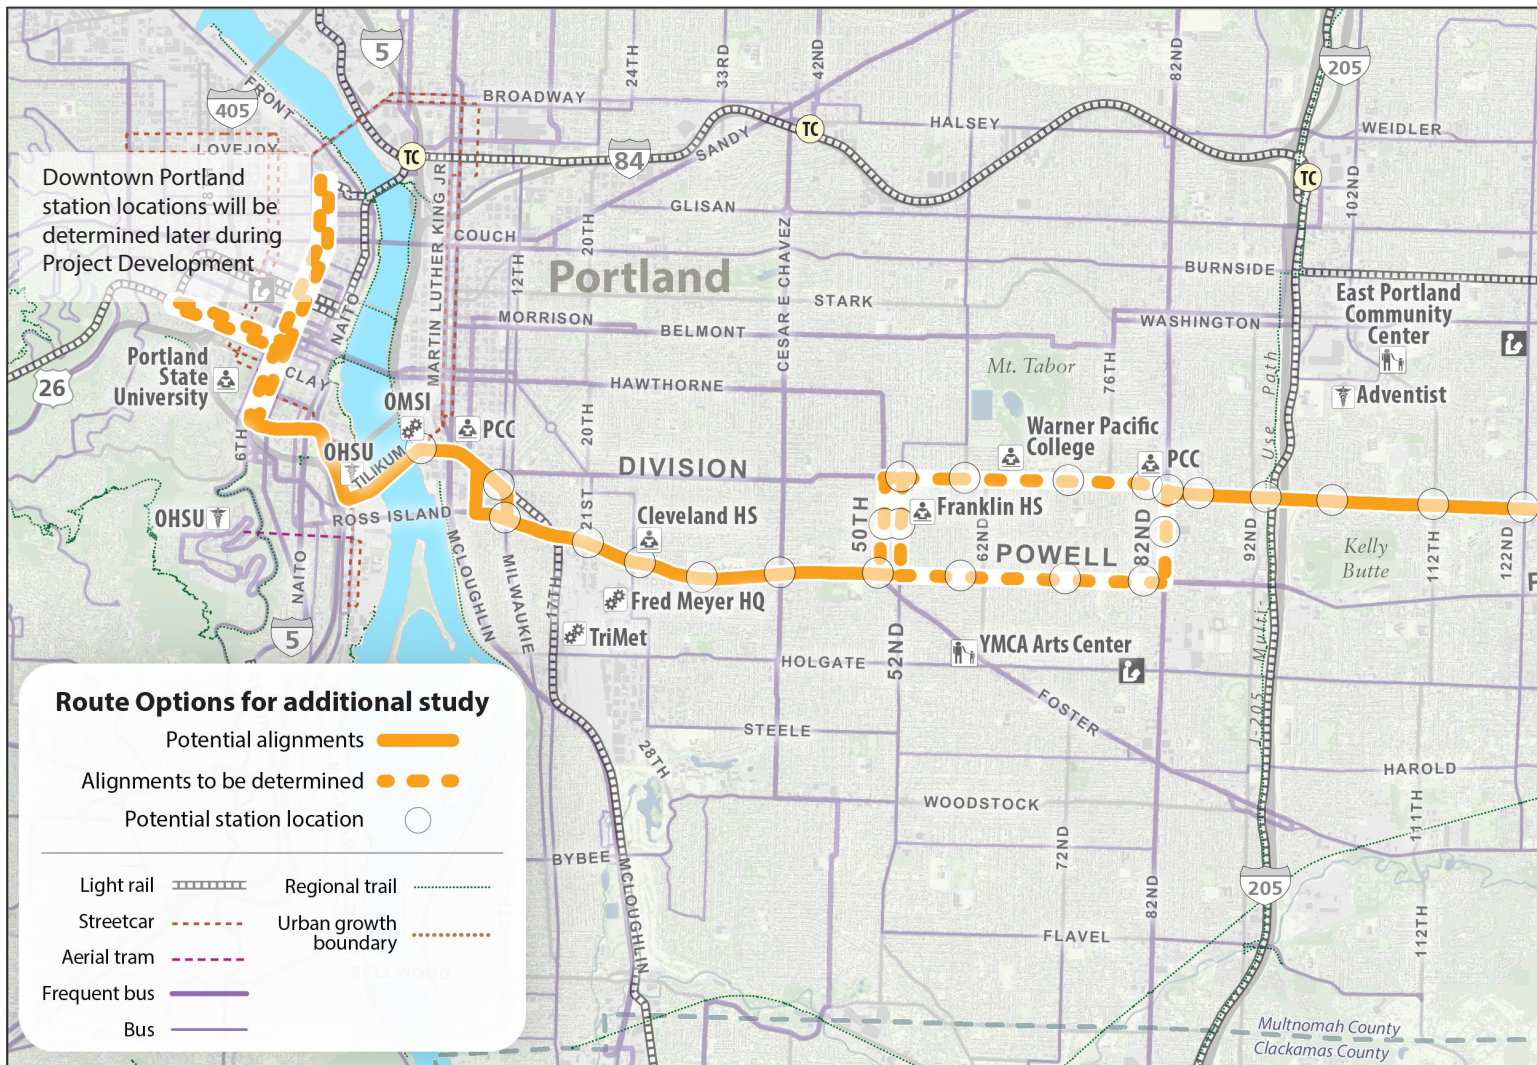 5
405
FRONT
LOVEJOY
BROADWAY
24TH
33RD
42ND
82ND
205
HALSEY
WEIDLER
TC
TC
TC
84
SANDY
102ND
Downtown Portland
station locations will be
determined later during
Project Development
GLISAN
COUCH
20TH
12TH
MARTIN LUTHER KING JR
CESAR E CHAVEZ
Portland
BURNSIDE
STARK
NAITO
MORRISON
BELMONT
WASHINGTON
East Portland
Community
Center
Mt. Tabor
76TH
Portland
State
University
26
CLAY
HAWTHORNE
Adventist
OMSI
PCC
20TH
6TH
OHSU
TILIKUM
DIVISION
Warner Pacific
College
PCC
I-205 Multi-Use Path
OHSU
ROSS ISLAND
21ST
Cleveland HS
50TH
Franklin HS
62ND
POWELL
82ND
92ND
Kelly
Butte
112TH
122ND
NAITO
5
MCLOUGHLIN
MILWAUKIE
17TH
Fred Meyer HQ
TriMet
HOLGATE
52ND
YMCA Arts Center
FOSTER
STEELE
28TH
HAROLD
WOODSTOCK
111TH
72ND
BYBEE
MCLOUGHLIN
82ND
205
FLAVEL
112TH
SELLWOOD
Multnomah County
Clackamas County
Route Options for additional study
Potential alignments
Alignments to be determined
Potential station location
Light rail
Streetcar
Aerial tram
Frequent bus
Bus
Regional trail
Urban growth
boundary